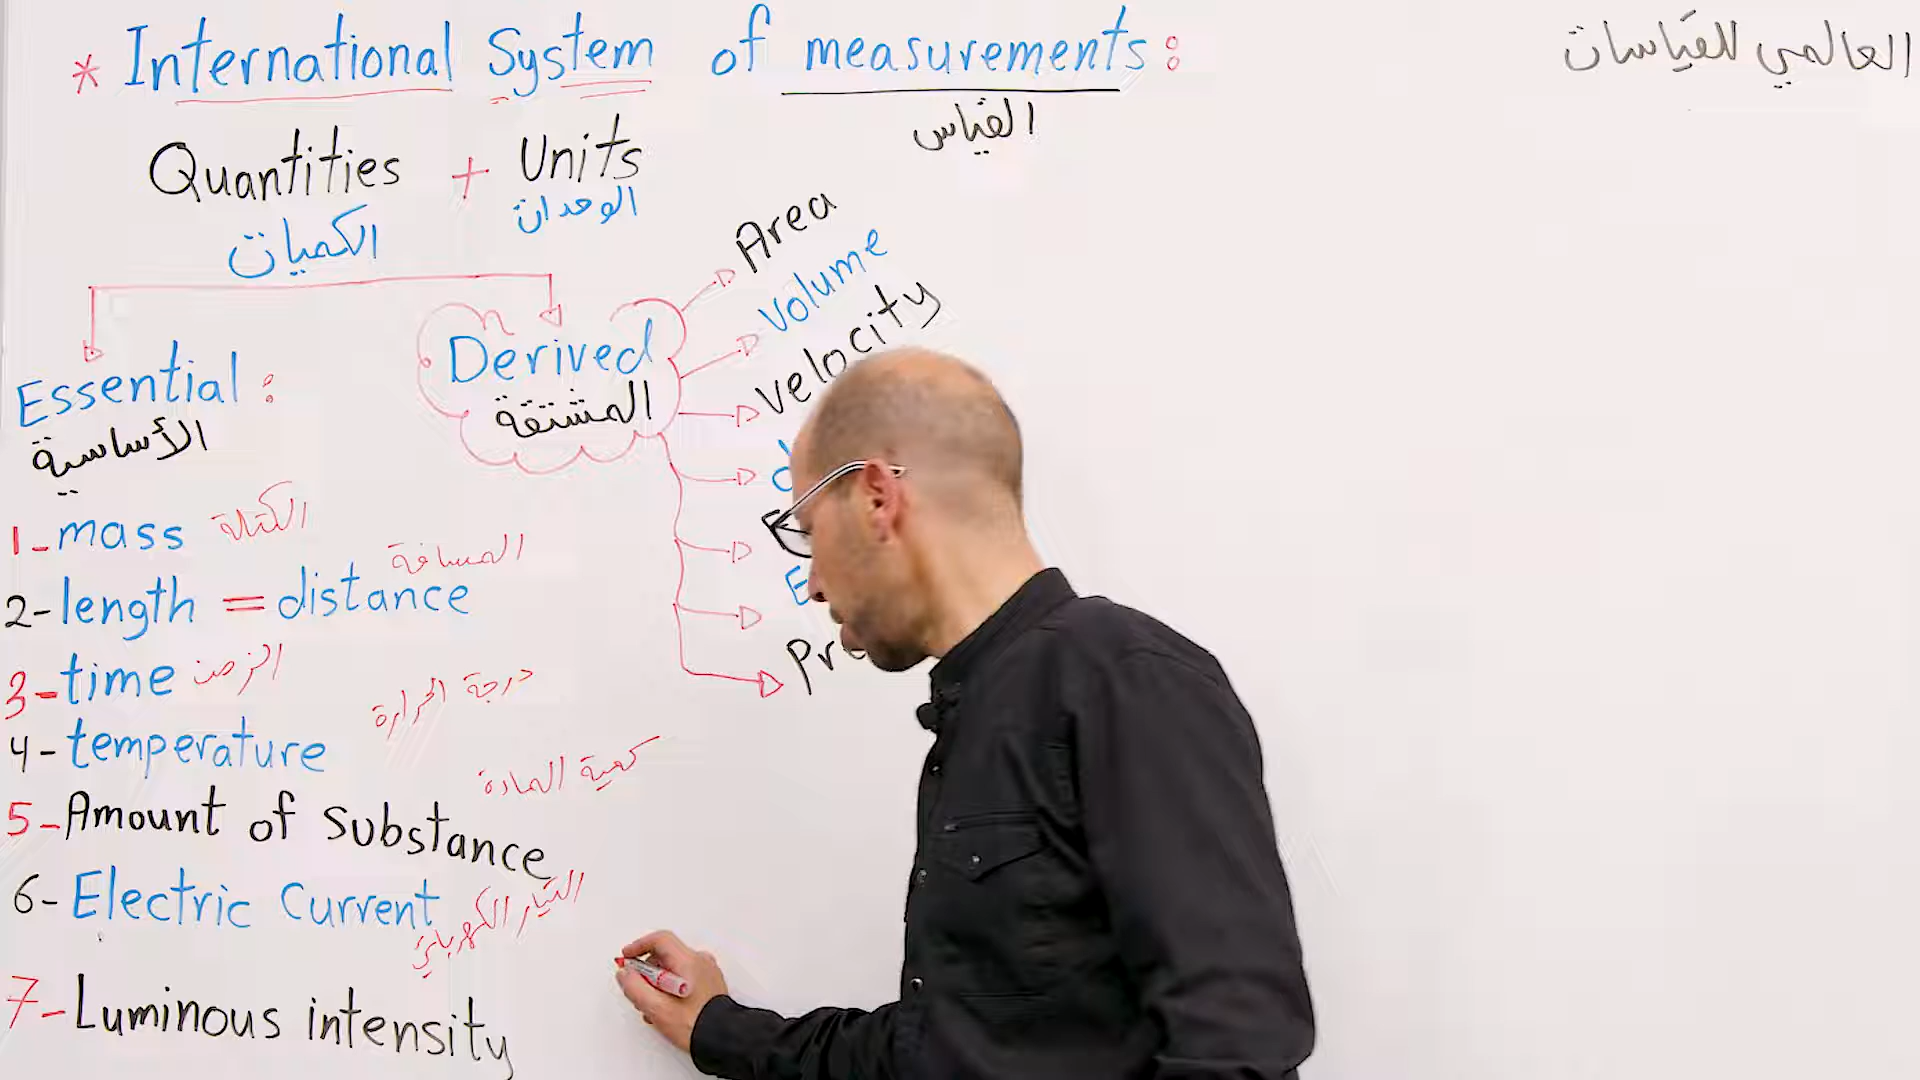 * International System of measurements:
العالمي للقياسات
القياس
Quantities + Units
الكميات
الوحدات
Essential:
الأساسية
Derived
المشتقة
Area
volume
velocity
1-mass الكتلة
2-length = distance
المسافة
3-time الزمن
4-temperature
درجة الحرارة
5-Amount of substance
كمية المادة
6-Electric Current
التيار الكهربائي
7-Luminous intensity